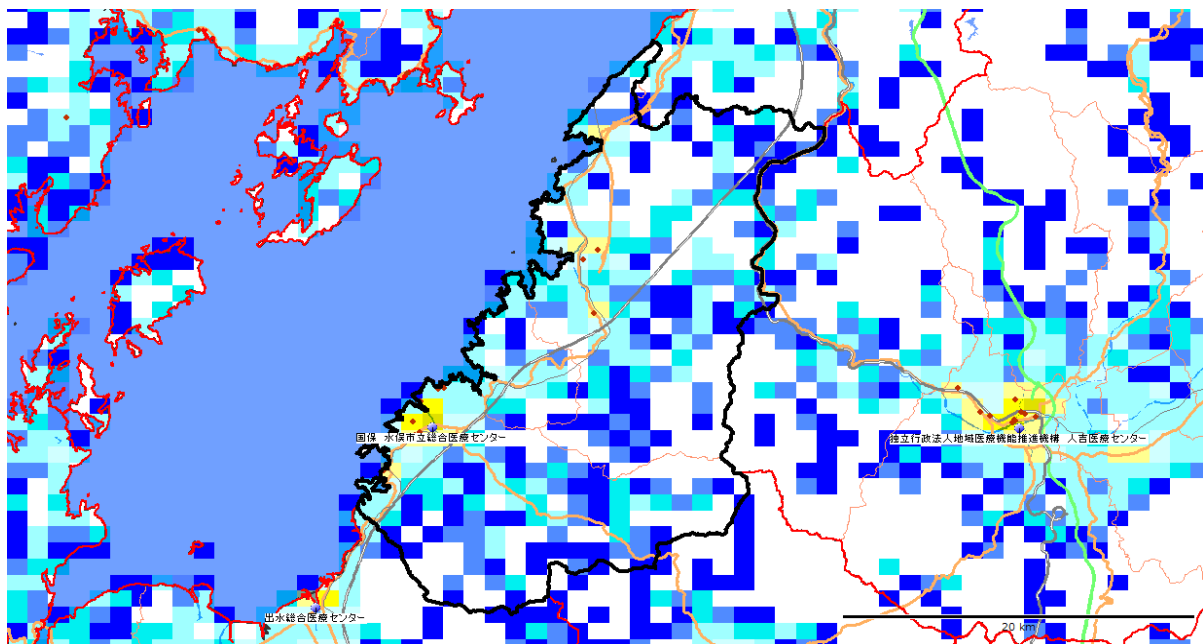 国保 水俣市立総合医療センター
独立行政法人地域医療機能推進機構 人吉医療センター
出水総合医療センター
20 km